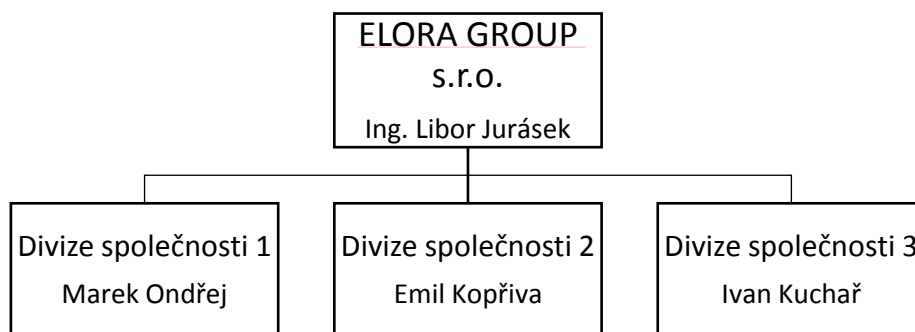 ELORA GROUP
s.r.o.
Ing. Libor Jurásek
Divize společnosti 1
Marek Ondřej
Divize společnosti 2
Emil Kopřiva
Divize společnosti 3
Ivan Kuchař